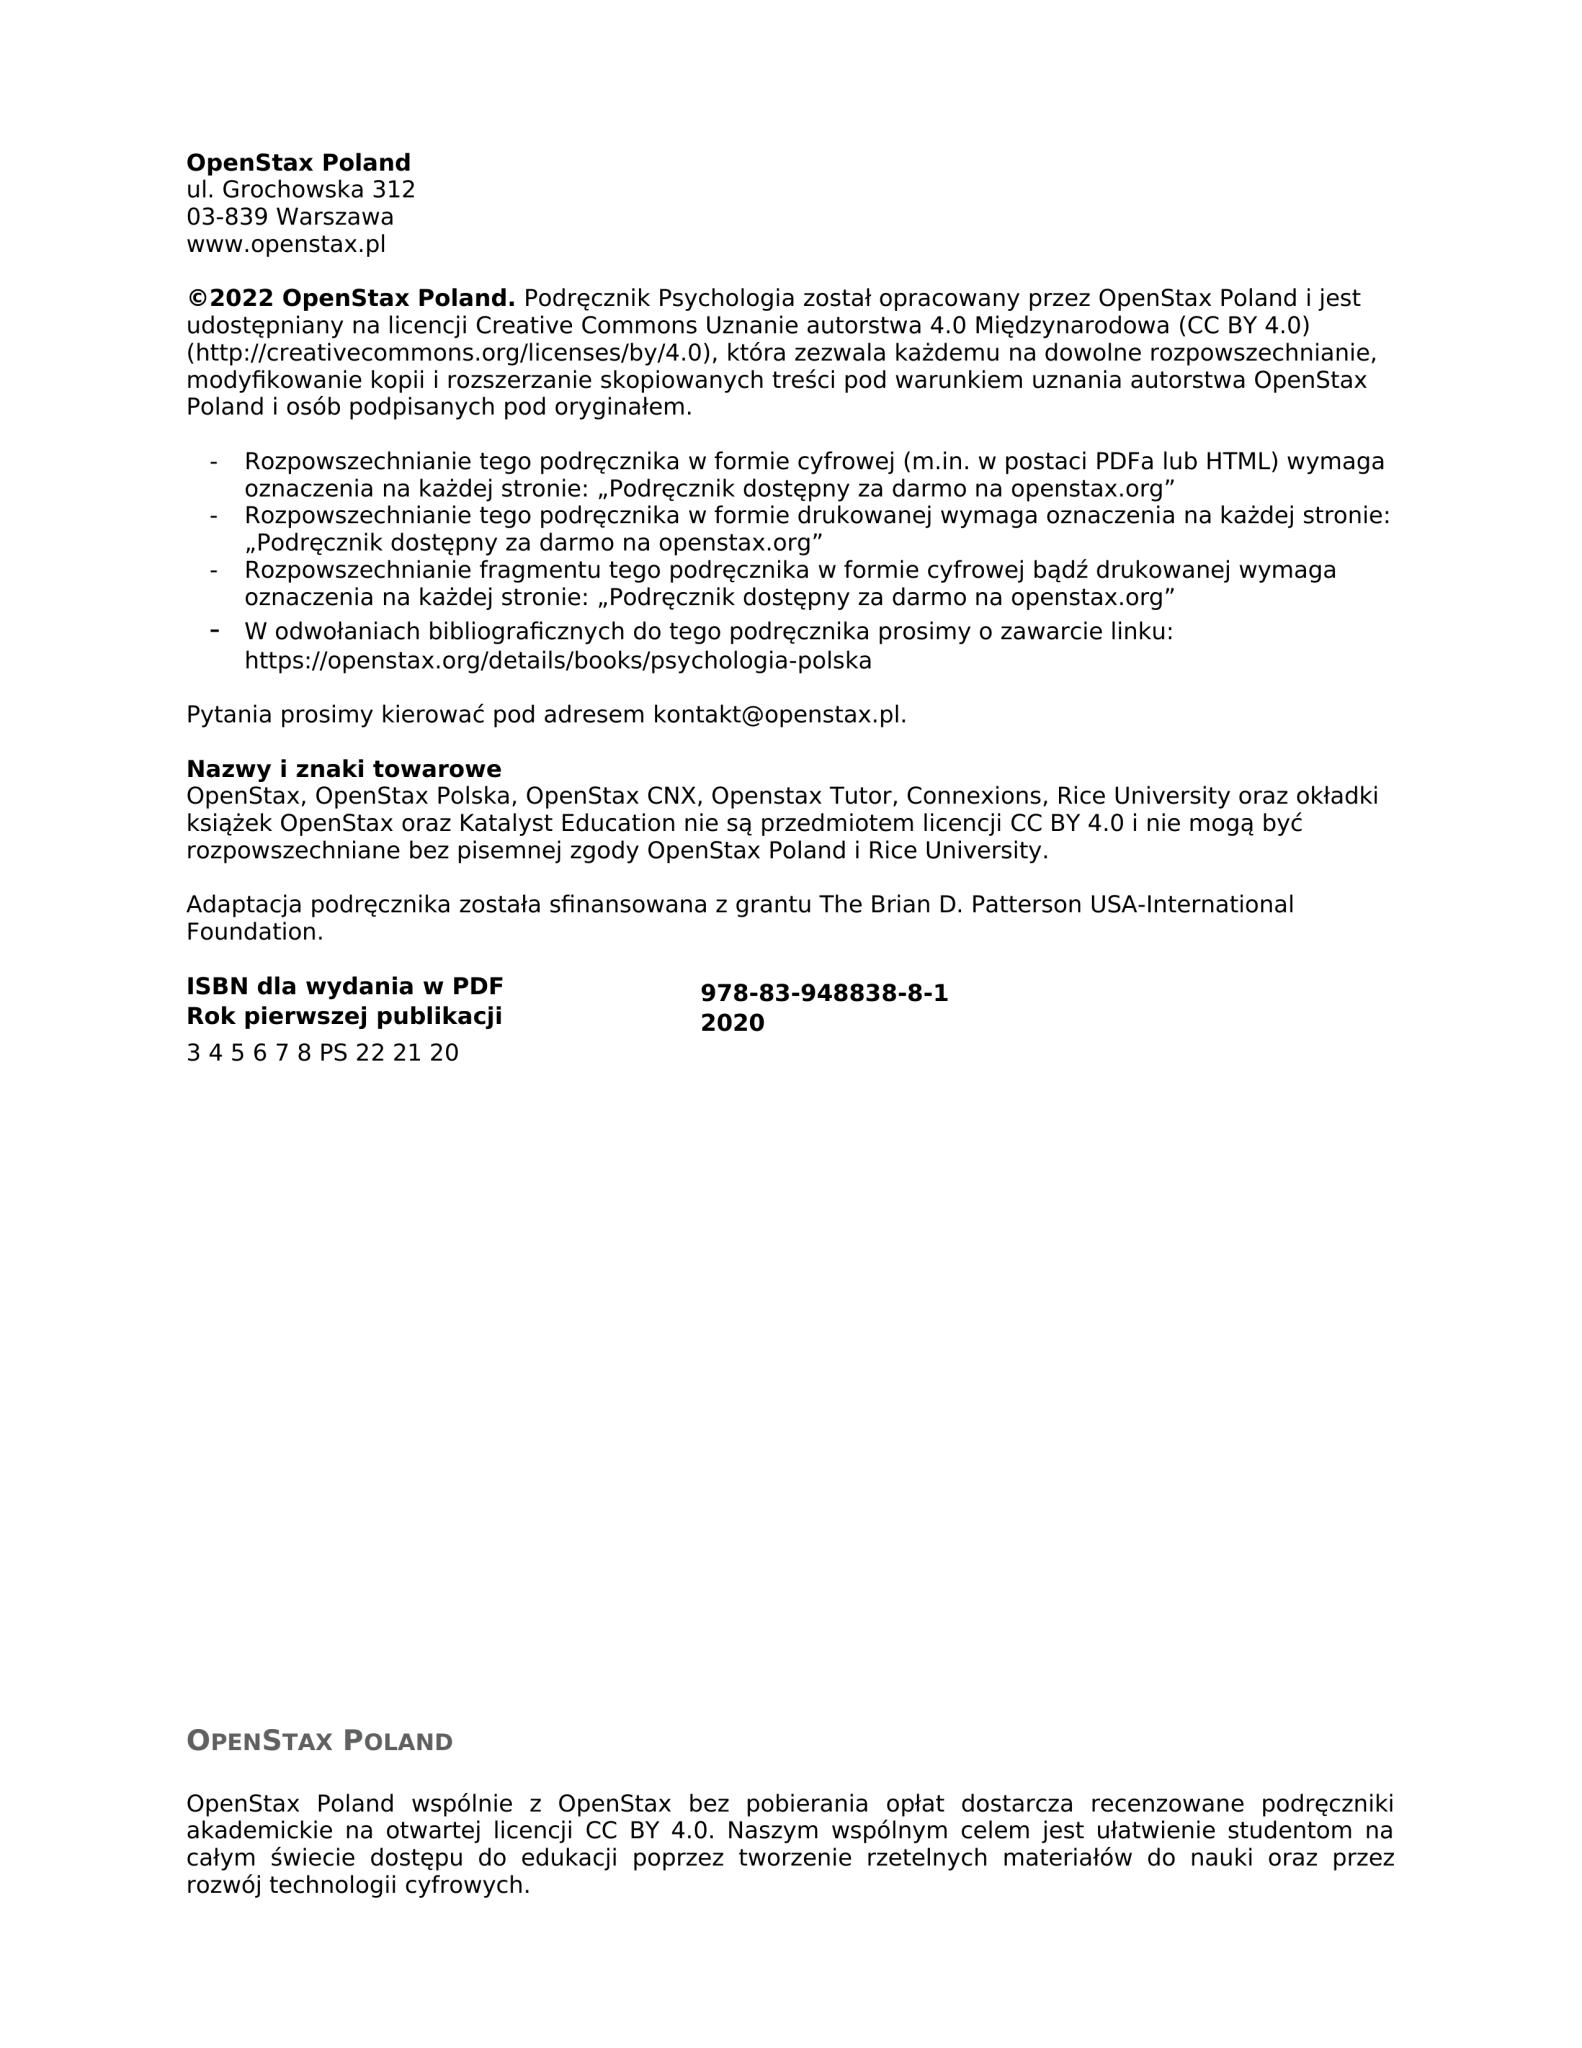 OpenStax Poland
ul. Grochowska 312
03-839 Warszawa
www.openstax.pl
©2022 OpenStax Poland. Podręcznik Psychologia został opracowany przez OpenStax Poland i jest
udostępniany na licencji Creative Commons Uznanie autorstwa 4.0 Międzynarodowa (CC BY 4.0)
(http://creativecommons.org/licenses/by/4.0), która zezwala każdemu na dowolne rozpowszechnianie,
modyfikowanie kopii i rozszerzanie skopiowanych treści pod warunkiem uznania autorstwa OpenStax
Poland i osób podpisanych pod oryginałem.
- Rozpowszechnianie tego podręcznika w formie cyfrowej (m.in. w postaci PDFa lub HTML) wymaga
oznaczenia na każdej stronie: „Podręcznik dostępny za darmo na openstax.org”
- Rozpowszechnianie tego podręcznika w formie drukowanej wymaga oznaczenia na każdej stronie:
„Podręcznik dostępny za darmo na openstax.org”
- Rozpowszechnianie fragmentu tego podręcznika w formie cyfrowej bądź drukowanej wymaga
oznaczenia na każdej stronie: „Podręcznik dostępny za darmo na openstax.org”
- W odwołaniach bibliograficznych do tego podręcznika prosimy o zawarcie linku:
https://openstax.org/details/books/psychologia-polska
Pytania prosimy kierować pod adresem kontakt@openstax.pl.
Nazwy i znaki towarowe
OpenStax, OpenStax Polska, OpenStax CNX, Openstax Tutor, Connexions, Rice University oraz okładki
książek OpenStax oraz Katalyst Education nie są przedmiotem licencji CC BY 4.0 i nie mogą być
rozpowszechniane bez pisemnej zgody OpenStax Poland i Rice University.
Adaptacja podręcznika została sfinansowana z grantu The Brian D. Patterson USA-International
Foundation.
ISBN dla wydania w PDF 978-83-948838-8-1
Rok pierwszej publikacji 2020
3 4 5 6 7 8 PS 22 21 20
OPENSTAX POLAND
OpenStax Poland wspólnie z OpenStax bez pobierania opłat dostarcza recenzowane podręczniki
akademickie na otwartej licencji CC BY 4.0. Naszym wspólnym celem jest ułatwienie studentom na
całym świecie dostępu do edukacji poprzez tworzenie rzetelnych materiałów do nauki oraz przez
rozwój technologii cyfrowych.